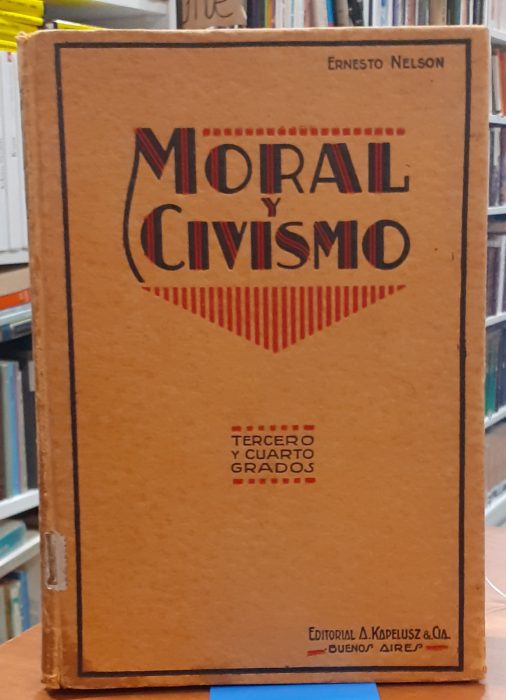 ERNESTO NELSON
MORAL
Y
CIVISMO
TERCERO
Y CUARTO
GRADOS
EDITORIAL A. KAPELUSZ & CIA.
BUENOS AIRES